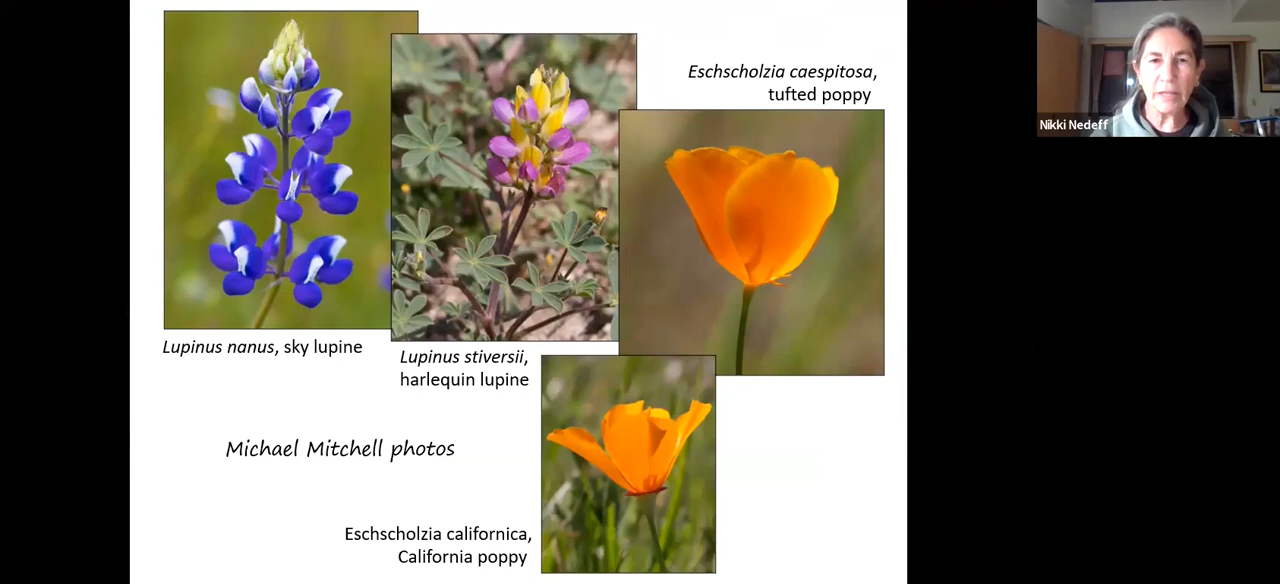 Eschscholzia caespitosa,
tufted poppy
Nikki Nedeff
Lupinus nanus, sky lupine
Lupinus stiversii,
harlequin lupine
Michael Mitchell photos
Eschscholzia californica,
California poppy